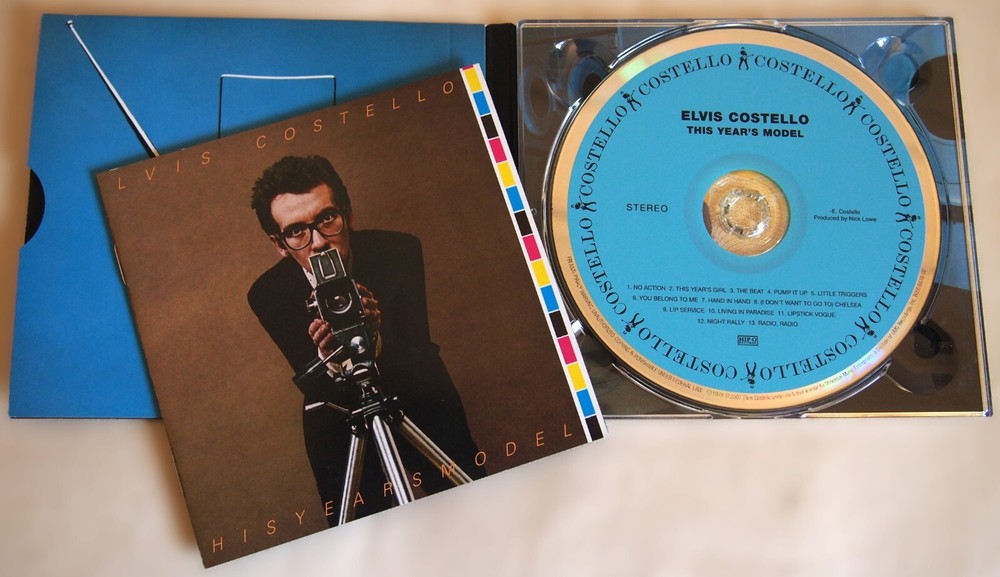 LVIS COSTELLO
HISYEARSMODEL
COSTELLO COSTELLO COSTELLO COSTELLO COSTELLO COSTELLO COSTELLO COSTELLO COSTELLO
ELVIS COSTELLO
THIS YEAR'S MODEL
STEREO
-E. Costello
Produced by Nick Lowe
1. NO ACTION 2. THIS YEAR'S GIRL 3. THE BEAT 4. PUMP IT UP 5. LITTLE TRIGGERS
6. YOU BELONG TO ME 7. HAND IN HAND 8. (I DON'T WANT TO GO TO) CHELSEA
9. LIP SERVICE 10. LIVING IN PARADISE 11. LIPSTICK VOGUE
12. NIGHT RALLY 13. RADIO, RADIO
HIP-O